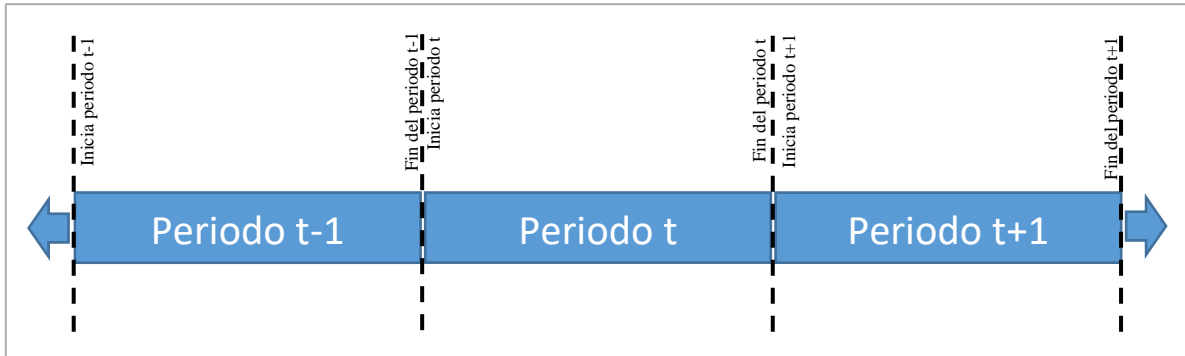 Inicia periodo t-1
Fin del periodo t-1
Inicia periodo t
Fin del periodo t
Inicia periodo t+1
Fin del periodo t+1
Periodo t-1
Periodo t
Periodo t+1